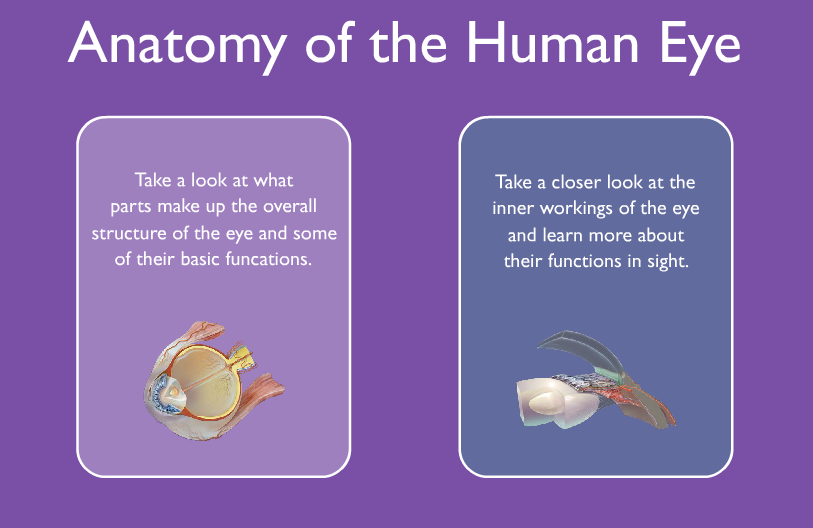 Anatomy of the Human Eye
Take a look at what
parts make up the overall
structure of the eye and some
of their basic funcations.
Take a closer look at the
inner workings of the eye
and learn more about
their functions in sight.